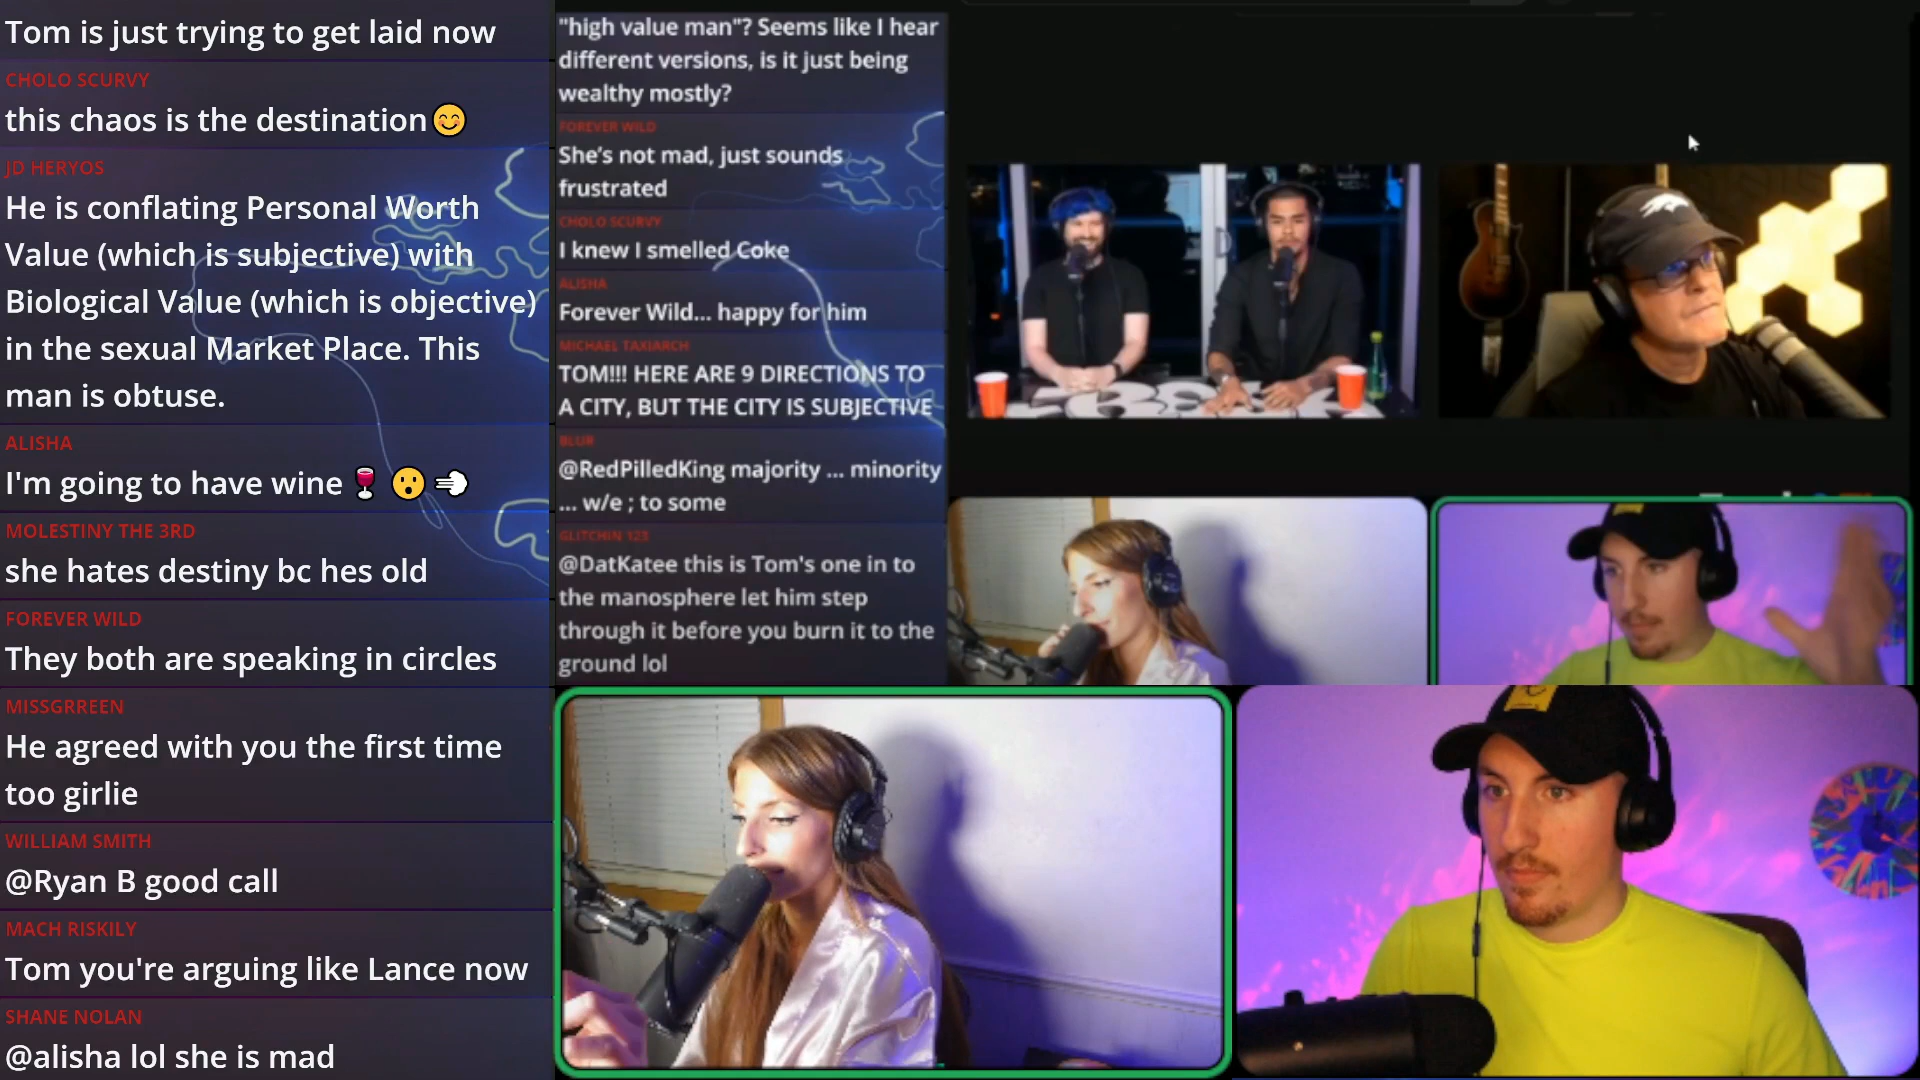 Tom is just trying to get laid now
CHOLO SCURVY
this chaos is the destination😊
JD HERYOS
He is conflating Personal Worth
Value (which is subjective) with
Biological Value (which is objective)
in the sexual Market Place. This
man is obtuse.
ALISHA
I'm going to have wine🍷😮💨
MOLESTINY THE 3RD
she hates destiny bc hes old
FOREVER WILD
They both are speaking in circles
MISSGRREEN
He agreed with you the first time
too girlie
WILLIAM SMITH
@Ryan B good call
MACH RISKILY
Tom you're arguing like Lance now
SHANE NOLAN
@alisha lol she is mad
"high value man"? Seems like I hear
different versions, is it just being
wealthy mostly?
FOREVER WILD
She's not mad, just sounds
frustrated
CHOLO SCURVY
I knew I smelled Coke
ALISHA
Forever Wild... happy for him
MICHAEL TAXIARCH
TOM!!! HERE ARE 9 DIRECTIONS TO
A CITY, BUT THE CITY IS SUBJECTIVE
BLUR
@RedPilledKing majority ... minority
... w/e ; to some
GLITCHIN 123
@DatKatee this is Tom's one in to
the manosphere let him step
through it before you burn it to the
ground lol